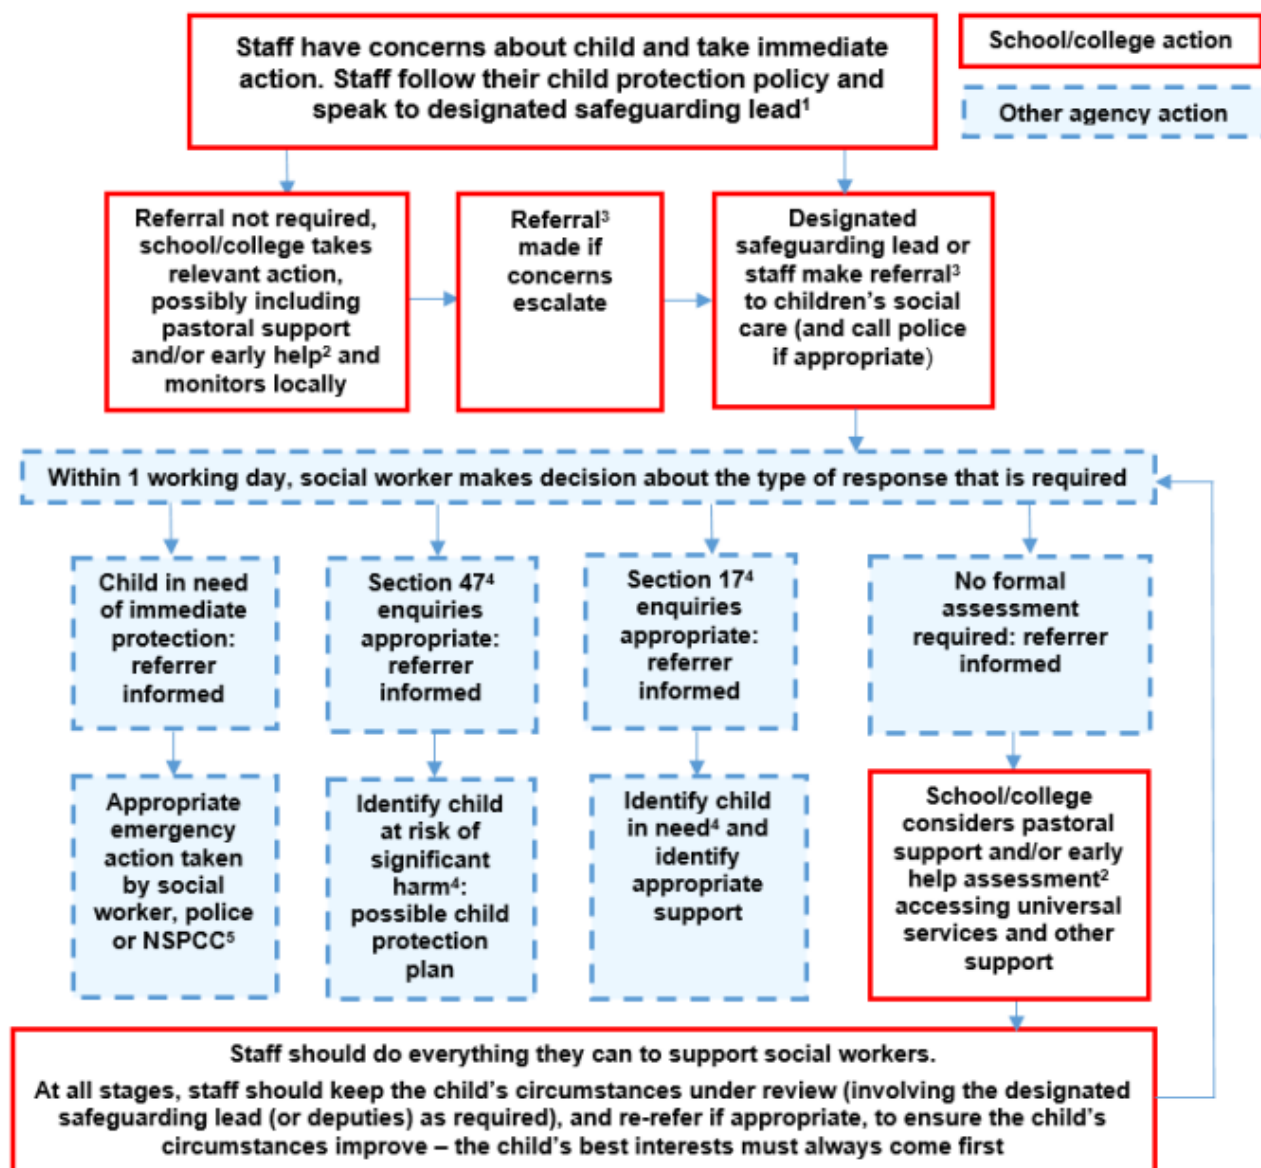 Staff have concerns about child and take immediate
action. Staff follow their child protection policy and
speak to designated safeguarding lead¹
School/college action
Other agency action
Referral not required,
school/college takes
relevant action,
possibly including
pastoral support
and/or early help² and
monitors locally
Referral³
made if
concerns
escalate
Designated
safeguarding lead or
staff make referral³
to children’s social
care (and call police
if appropriate)
Within 1 working day, social worker makes decision about the type of response that is required
Child in need
of immediate
protection:
referrer
informed
Section 47⁴
enquiries
appropriate:
referrer
informed
Section 17⁴
enquiries
appropriate:
referrer
informed
No formal
assessment
required: referrer
informed
Appropriate
emergency
action taken
by social
worker, police
or NSPCC⁵
Identify child
at risk of
significant
harm⁴:
possible child
protection
plan
Identify child
in need⁴ and
identify
appropriate
support
School/college
considers pastoral
support and/or early
help assessment²
accessing universal
services and other
support
Staff should do everything they can to support social workers.
At all stages, staff should keep the child’s circumstances under review (involving the designated
safeguarding lead (or deputies) as required), and re-refer if appropriate, to ensure the child’s
circumstances improve – the child’s best interests must always come first